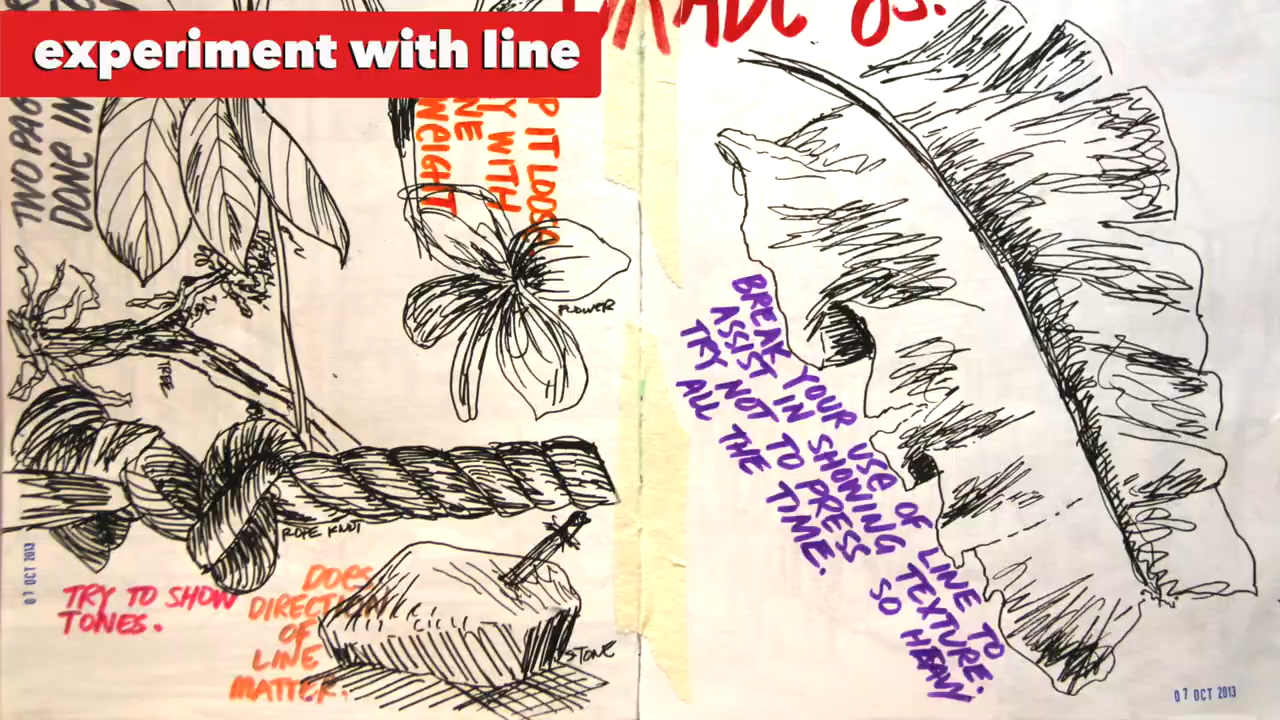 experiment with line
TWO PAG
DONE IN
P IT LOOSE.
Y WITH
NE
WEIGHT
FLOWER
TREE
ROPE KNOT
07 OCT 2013
TRY TO SHOW
TONES.
DOES
DIRECTION
OF
LINE
MATTER.
STONE
BREAK YOUR USE OF LINE TO
ASSIST IN SHOWING TEXTURE.
TRY NOT TO PRESS SO HEAVY
ALL THE TIME.
07 OCT 2013